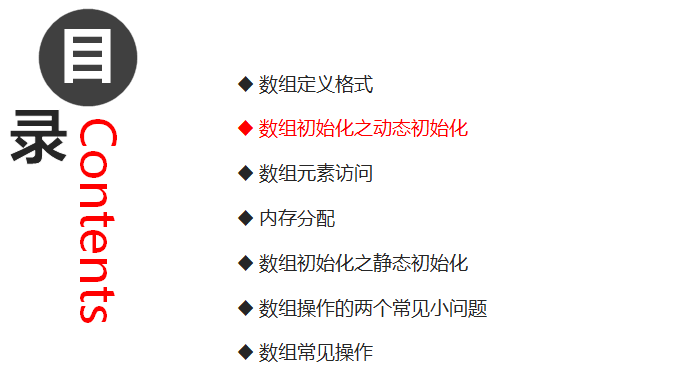 目录
Contents
◆ 数组定义格式
◆ 数组初始化之动态初始化
◆ 数组元素访问
◆ 内存分配
◆ 数组初始化之静态初始化
◆ 数组操作的两个常见小问题
◆ 数组常见操作